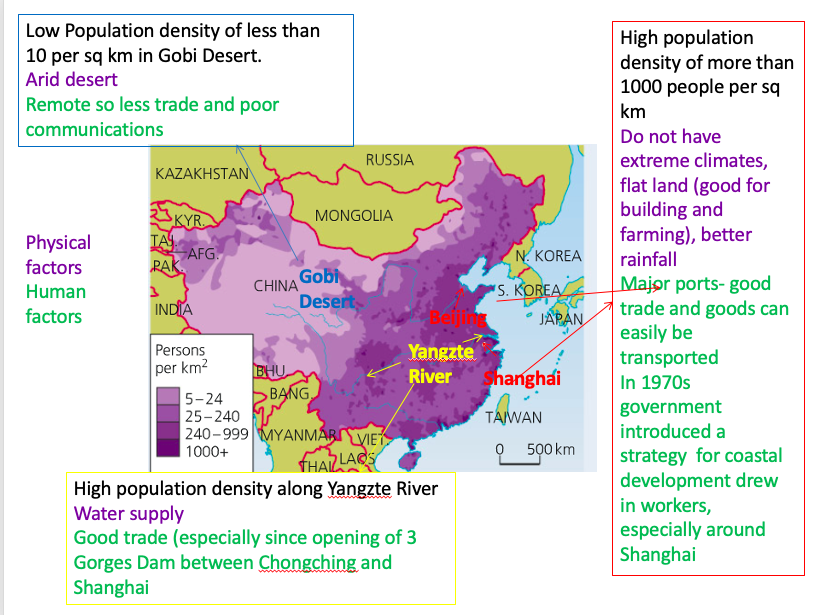 Low Population density of less than
10 per sq km in Gobi Desert.
Arid desert
Remote so less trade and poor
communications
High population
density of more than
1000 people per sq
km
Do not have
extreme climates,
flat land (good for
building and
farming), better
rainfall
Major ports- good
trade and goods can
easily be
transported
In 1970s
government
introduced a
strategy for coastal
development drew
in workers,
especially around
Shanghai
Physical
factors
Human
factors
RUSSIA
KAZAKHSTAN
MONGOLIA
KYR.
TAJ.
AFG.
PAK.
N. KOREA
CHINA
Gobi
Desert
S. KOREA
INDIA
Beijing
JAPAN
Yangzte
River
Shanghai
BHU
BANG.
TAIWAN
MYANMAR
VIET.
LAOS
THAI.
Persons
per km2
5–24
25–240
240–999
1000+
0 500 km
High population density along Yangzte River
Water supply
Good trade (especially since opening of 3
Gorges Dam between Chongching and
Shanghai